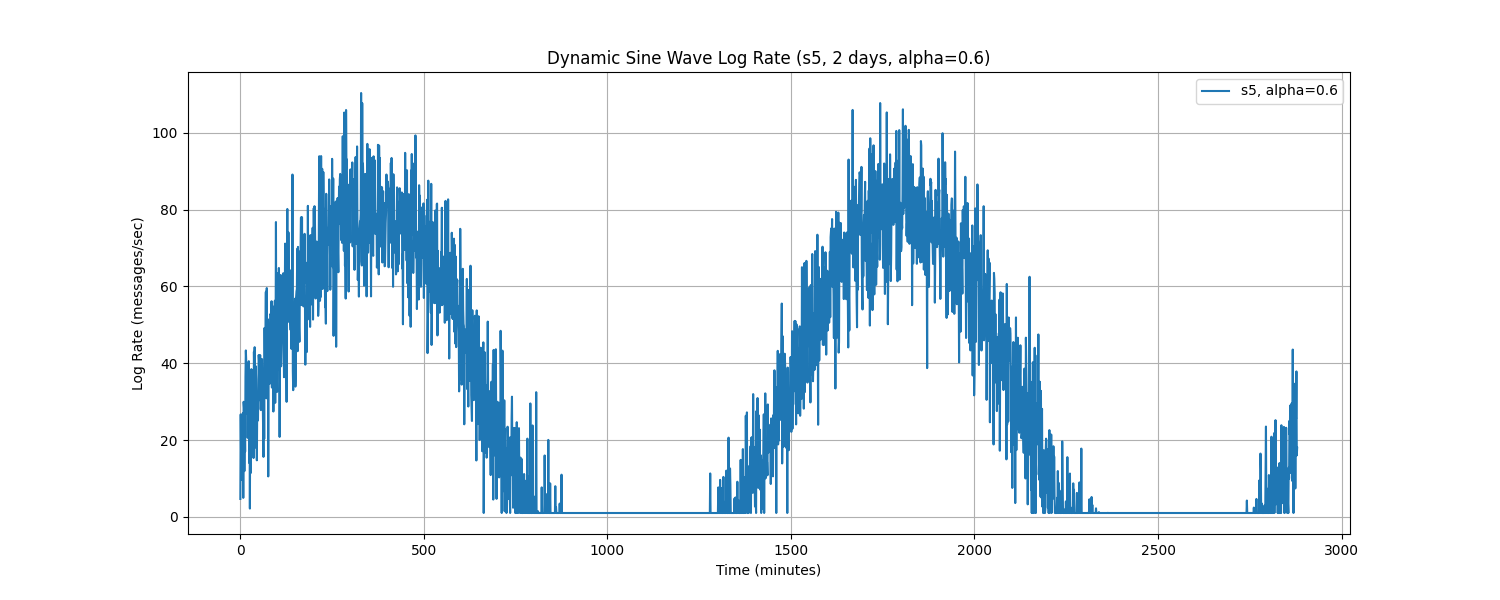 Dynamic Sine Wave Log Rate (s5, 2 days, alpha=0.6)
s5, alpha=0.6
Log Rate (messages/sec)
100
80
60
40
20
0
0 500 1000 1500 2000 2500 3000
Time (minutes)